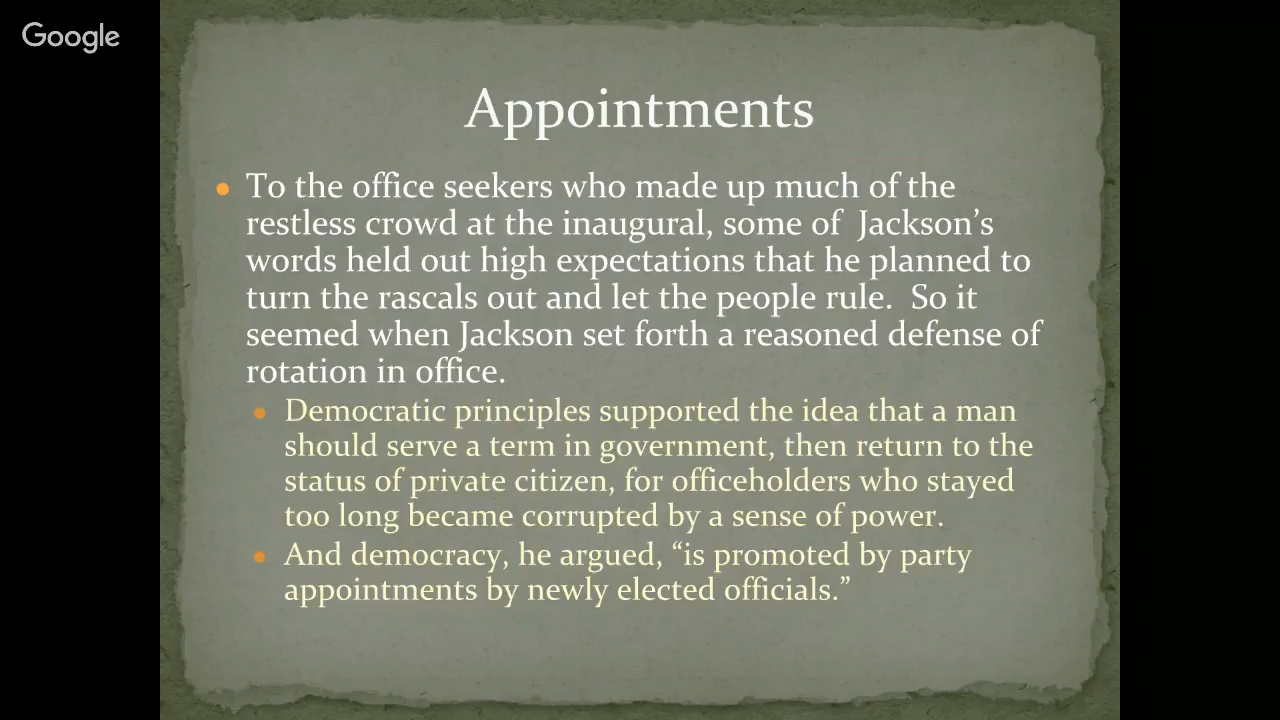 Google
Appointments
• To the office seekers who made up much of the
restless crowd at the inaugural, some of  Jackson’s
words held out high expectations that he planned to
turn the rascals out and let the people rule.  So it
seemed when Jackson set forth a reasoned defense of
rotation in office.
• Democratic principles supported the idea that a man
should serve a term in government, then return to the
status of private citizen, for officeholders who stayed
too long became corrupted by a sense of power.
• And democracy, he argued, “is promoted by party
appointments by newly elected officials.”